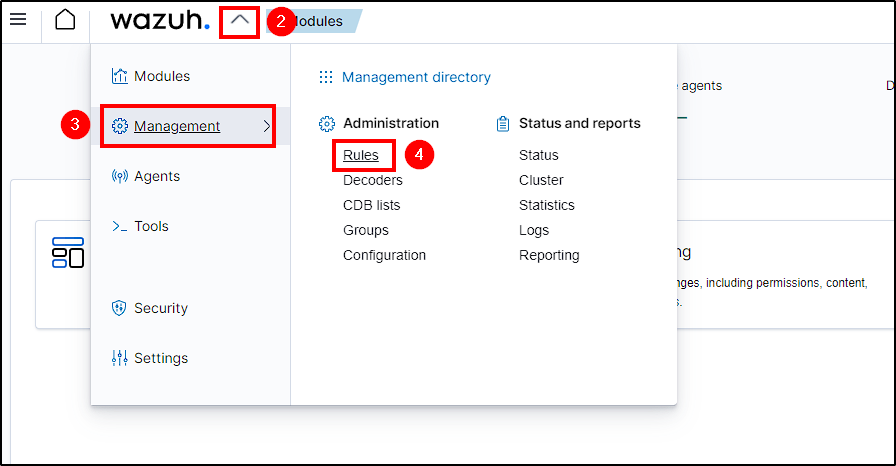 wazuh. 2 Modules
Modules
Management directory
e agents
D
3 Management
Administration
Status and reports
Rules 4
Status
Agents
Decoders
Cluster
CDB lists
Statistics
Tools
Groups
Logs
Configuration
Reporting
ng
nges, including permissions, content,
s.
Security
Settings